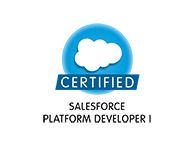 CERTIFIED
SALESFORCE
PLATFORM DEVELOPER I